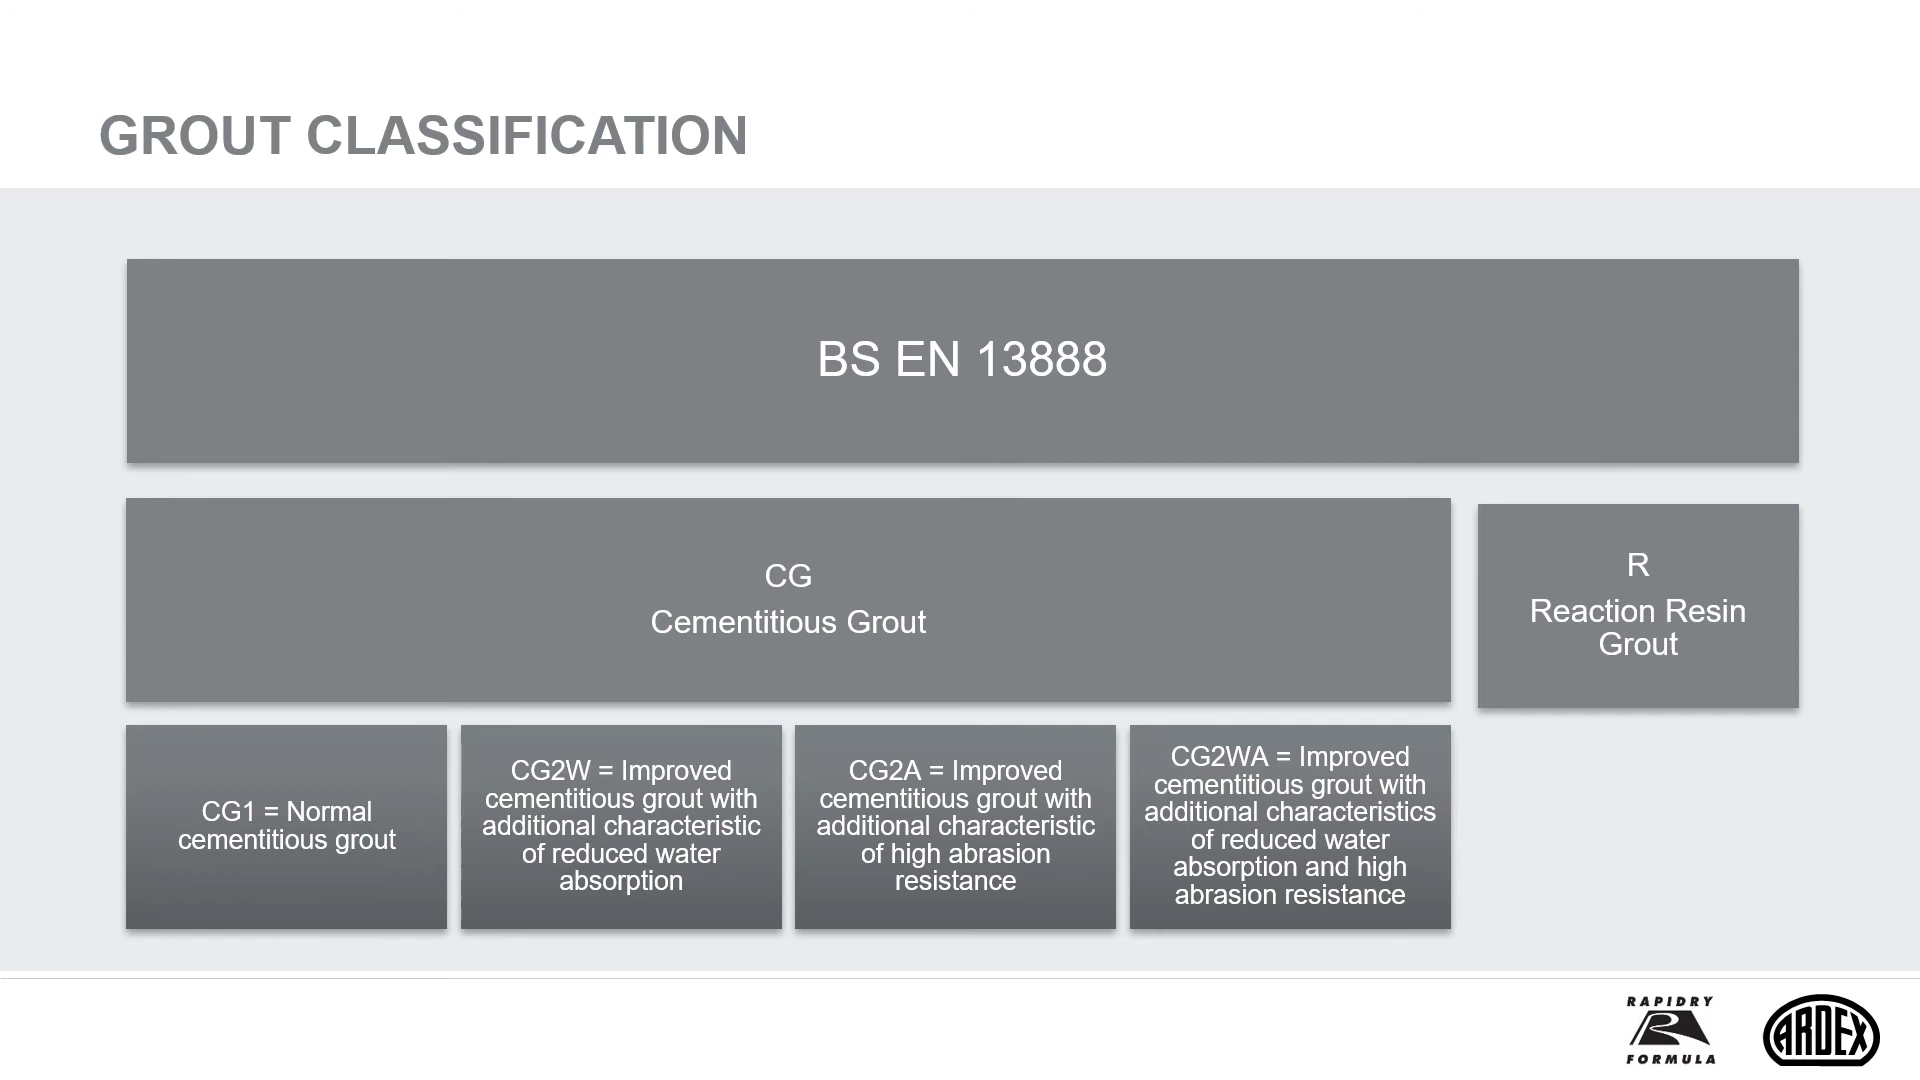 GROUT CLASSIFICATION
BS EN 13888
CG
Cementitious Grout
R
Reaction Resin
Grout
CG1 = Normal
cementitious grout
CG2W = Improved
cementitious grout with
additional characteristic
of reduced water
absorption
CG2A = Improved
cementitious grout with
additional characteristic
of high abrasion
resistance
CG2WA = Improved
cementitious grout with
additional characteristics
of reduced water
absorption and high
abrasion resistance
RAPIDRY
R
FORMULA
ARDEX